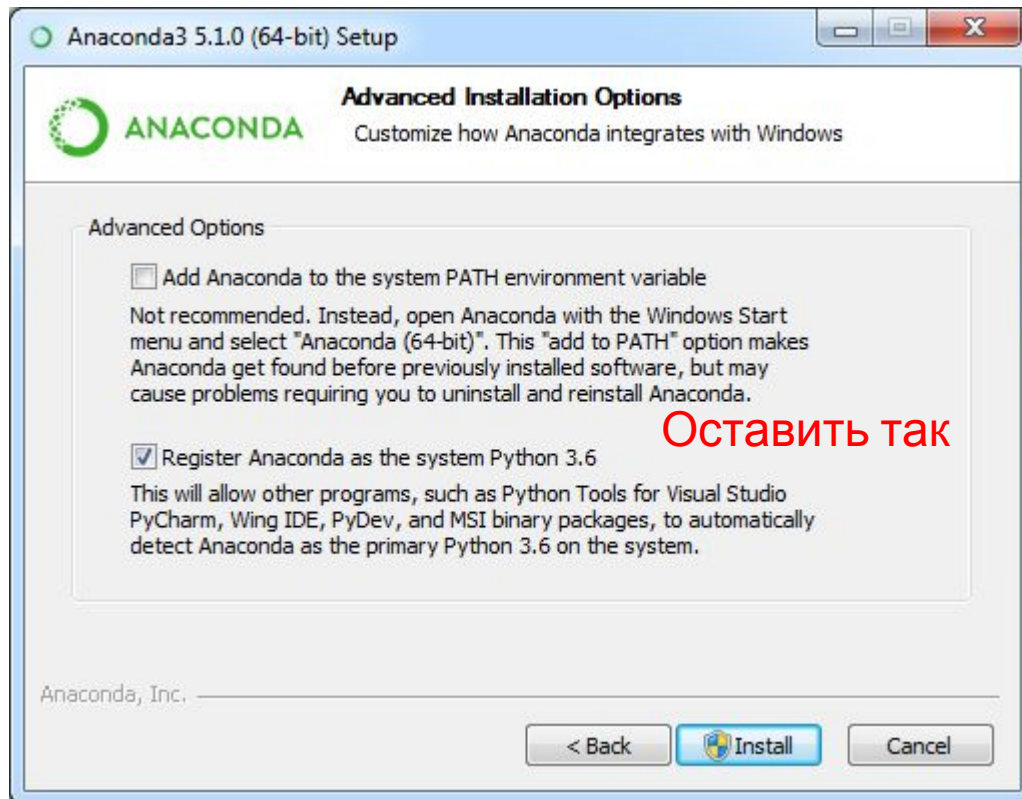 Anaconda3 5.1.0 (64-bit) Setup
ANACONDA
Advanced Installation Options
Customize how Anaconda integrates with Windows
Advanced Options
Add Anaconda to the system PATH environment variable
Not recommended. Instead, open Anaconda with the Windows Start
menu and select "Anaconda (64-bit)". This "add to PATH" option makes
Anaconda get found before previously installed software, but may
cause problems requiring you to uninstall and reinstall Anaconda.
Оставить так
Register Anaconda as the system Python 3.6
This will allow other programs, such as Python Tools for Visual Studio
PyCharm, Wing IDE, PyDev, and MSI binary packages, to automatically
detect Anaconda as the primary Python 3.6 on the system.
Anaconda, Inc.
< Back
Install
Cancel